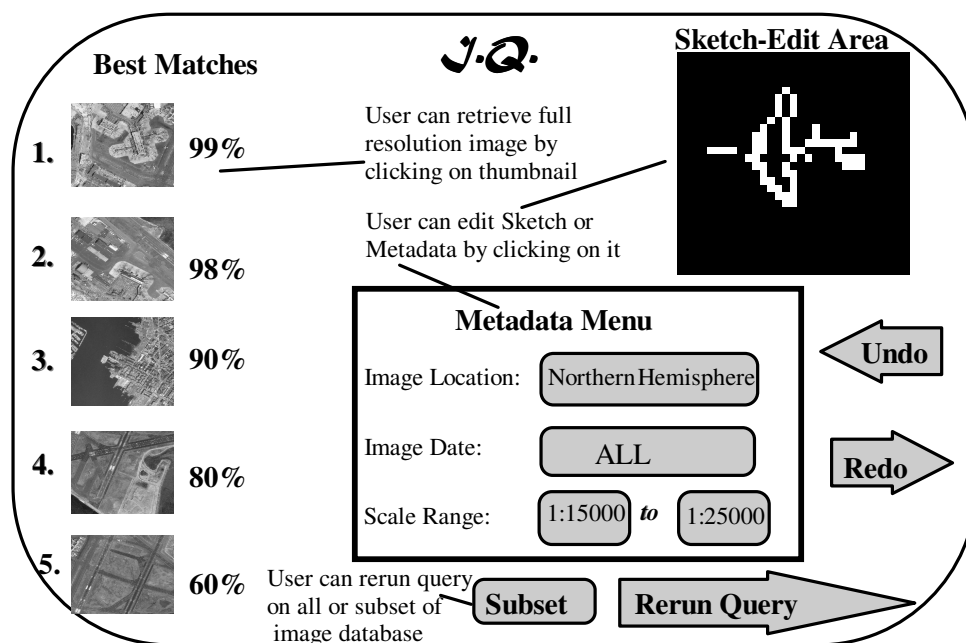 Best Matches
1.
99%
2.
98%
3.
90%
4.
80%
5.
60%
I.Q.
User can retrieve full
resolution image by
clicking on thumbnail
Sketch-Edit Area
User can edit Sketch or
Metadata by clicking on it
Metadata Menu
Image Location: Northern Hemisphere
Image Date: ALL
Scale Range: 1:15000 to 1:25000
Undo
Redo
User can rerun query
on all or subset of
image database
Subset
Rerun Query